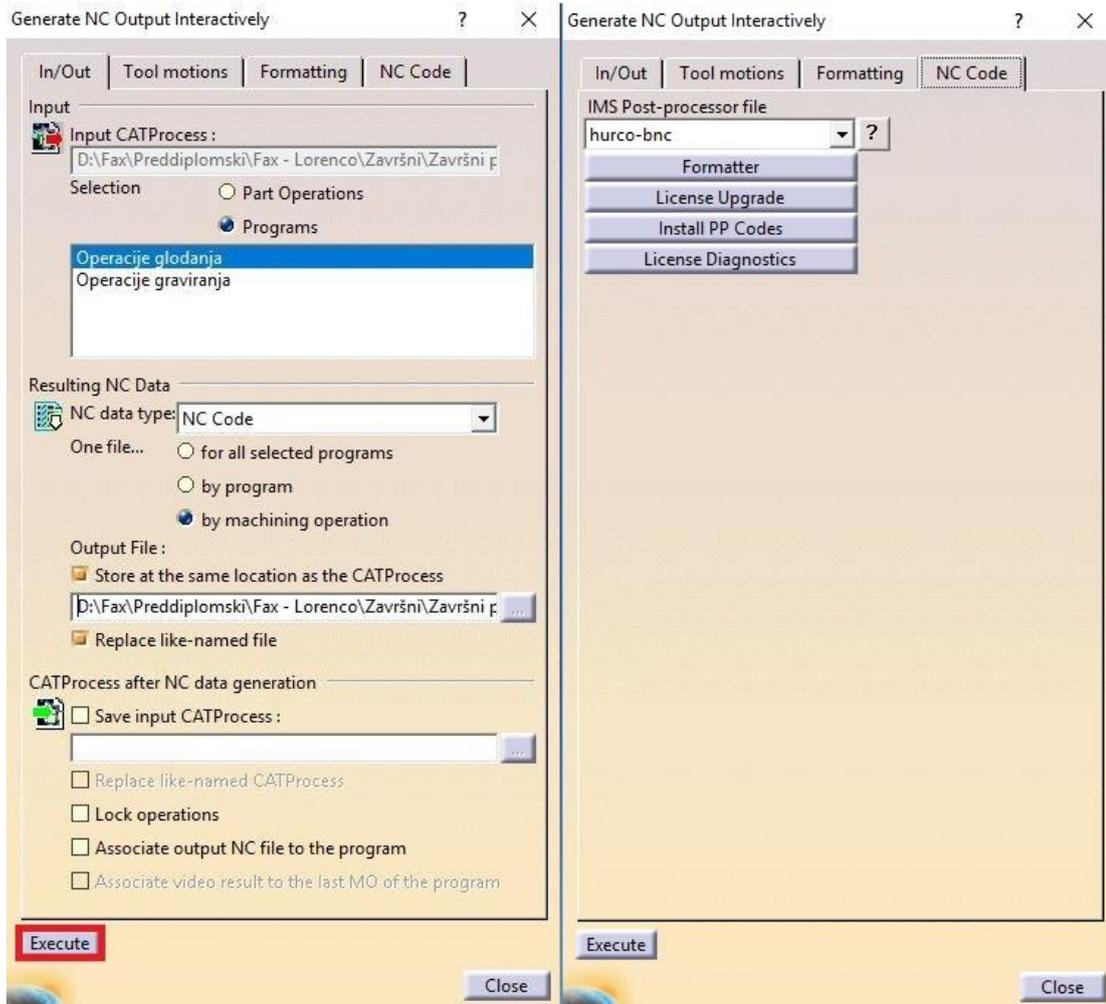 Generate NC Output Interactively ? ×
In/Out Tool motions Formatting NC Code
Input
Input CATProcess :
D:\Fax\Preddiplomski\Fax - Lorenco\Završni\Završni p
Selection
Part Operations
Programs
Operacije glodanja
Operacije graviranja
Resulting NC Data
NC data type: NC Code
One file... for all selected programs
by program
by machining operation
Output File :
Store at the same location as the CATProcess
D:\Fax\Preddiplomski\Fax - Lorenco\Završni\Završni p ...
Replace like-named file
CATProcess after NC data generation
Save input CATProcess :
...
Replace like-named CATProcess
Lock operations
Associate output NC file to the program
Associate video result to the last MO of the program
Execute
Close
Generate NC Output Interactively ? ×
In/Out Tool motions Formatting NC Code
IMS Post-processor file
hurco-bnc ?
Formatter
License Upgrade
Install PP Codes
License Diagnostics
Execute
Close